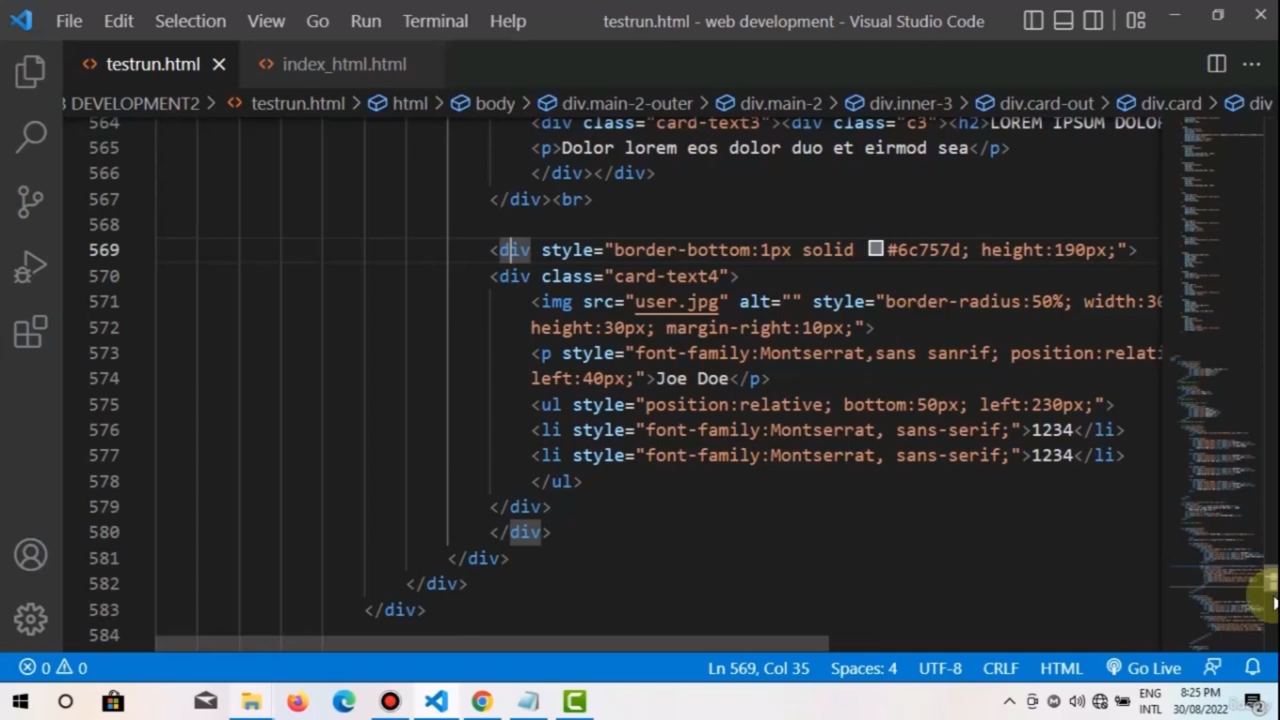 File Edit Selection View Go Run Terminal Help testrun.html - web development - Visual Studio Code
testrun.html index_html.html
B DEVELOPMENT2 > testrun.html > html > body > div.main-2-outer > div.main-2 > div.inner-3 > div.card-out > div.card > div
564 <div class="card-text3"><div class="c3"><h2>LOREM IPSUM DOLOR
565 <p>Dolor lorem eos dolor duo et eirmod sea</p>
566 </div></div>
567 </div><br>
568
569 <div style="border-bottom:1px solid #6c757d; height:190px;">
570 <div class="card-text4">
571 <img src="user.jpg" alt="" style="border-radius:50%; width:30
572 height:30px; margin-right:10px;">
573 <p style="font-family:Montserrat,sans sanrif; position:relati
574 left:40px;">Joe Doe</p>
575 <ul style="position:relative; bottom:50px; left:230px;">
576 <li style="font-family:Montserrat, sans-serif;">1234</li>
577 <li style="font-family:Montserrat, sans-serif;">1234</li>
578 </ul>
579 </div>
580 </div>
581 </div>
582 </div>
583 </div>
584
0 0 Ln 569, Col 35 Spaces: 4 UTF-8 CRLF HTML Go Live
ENG 8:25 PM
INTL 30/08/2022 2